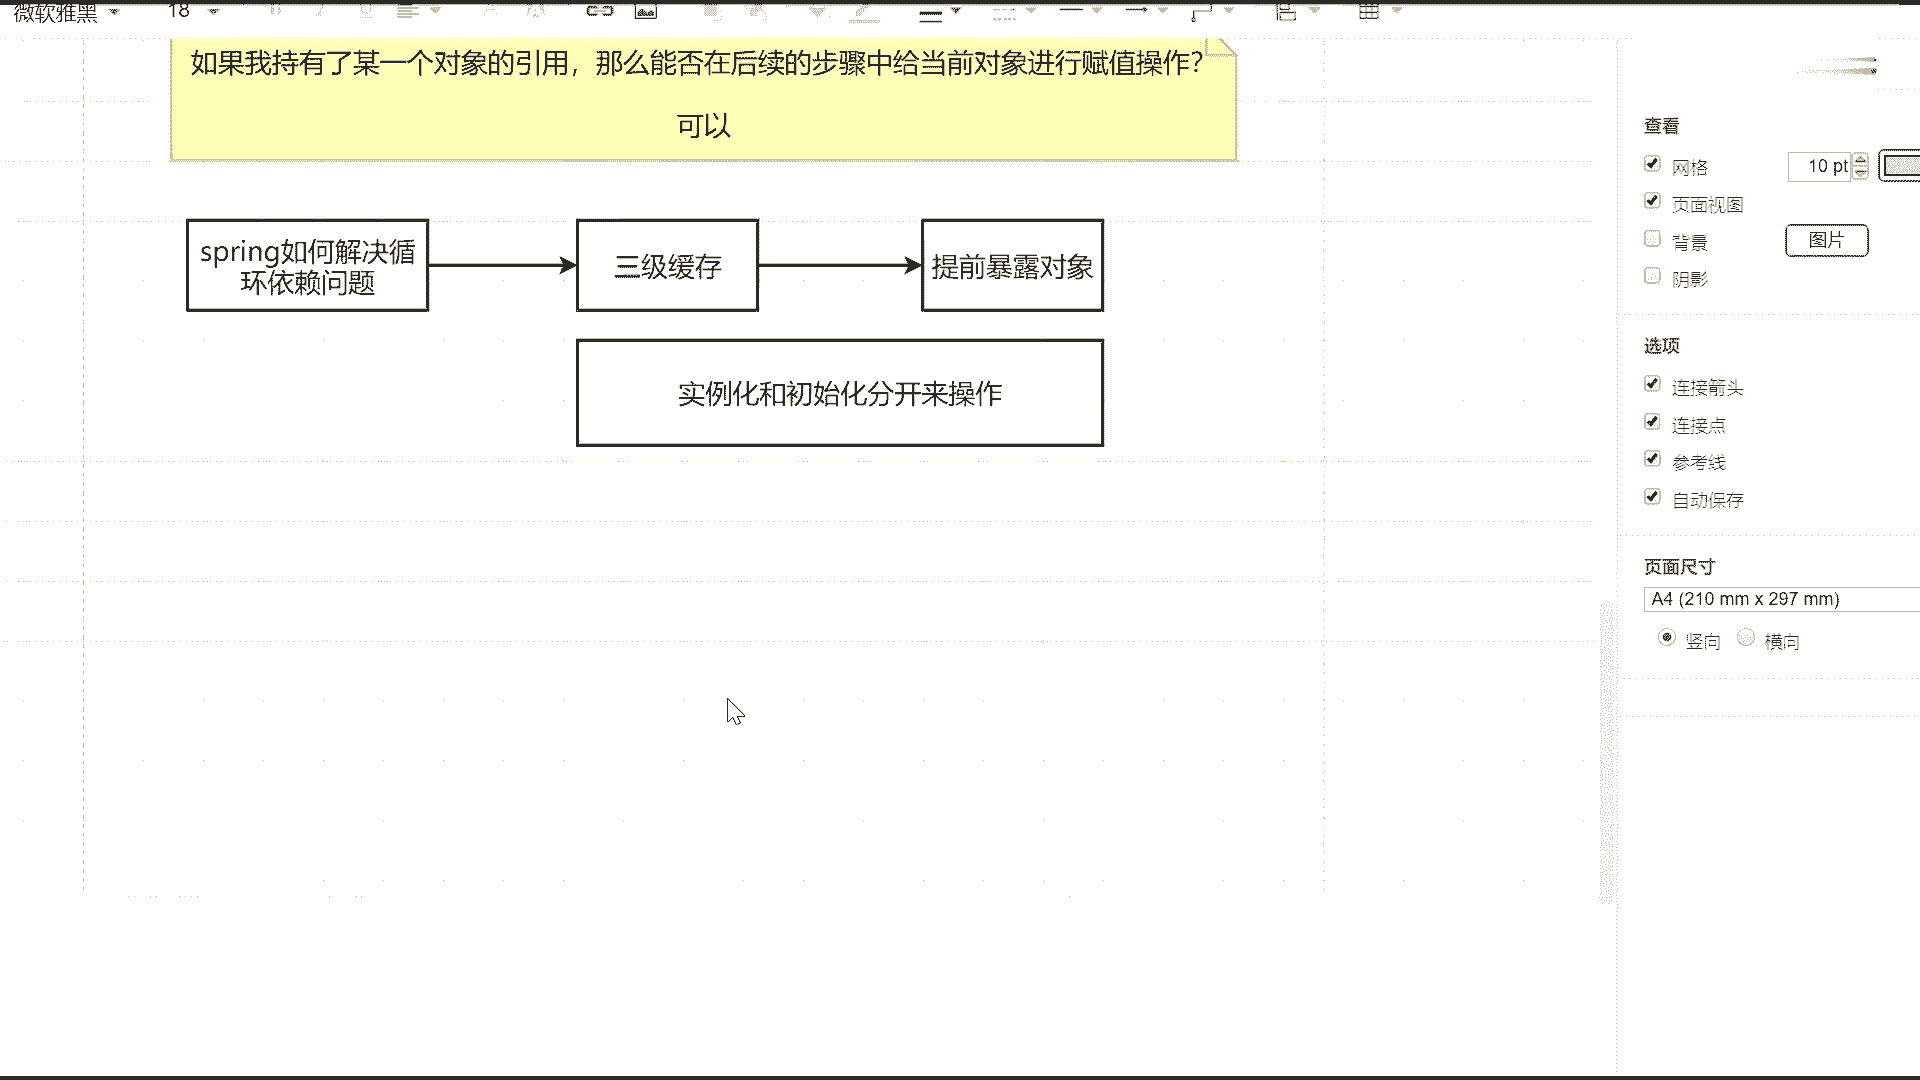 微软雅黑
18
如果我持有了某一个对象的引用，那么能否在后续的步骤中给当前对象进行赋值操作？
可以
spring如何解决循
环依赖问题
三级缓存
提前暴露对象
实例化和初始化分开来操作
查看
网格
10 pt
页面视图
背景
图片
阴影
选项
连接箭头
连接点
参考线
自动保存
页面尺寸
A4 (210 mm x 297 mm)
竖向
横向